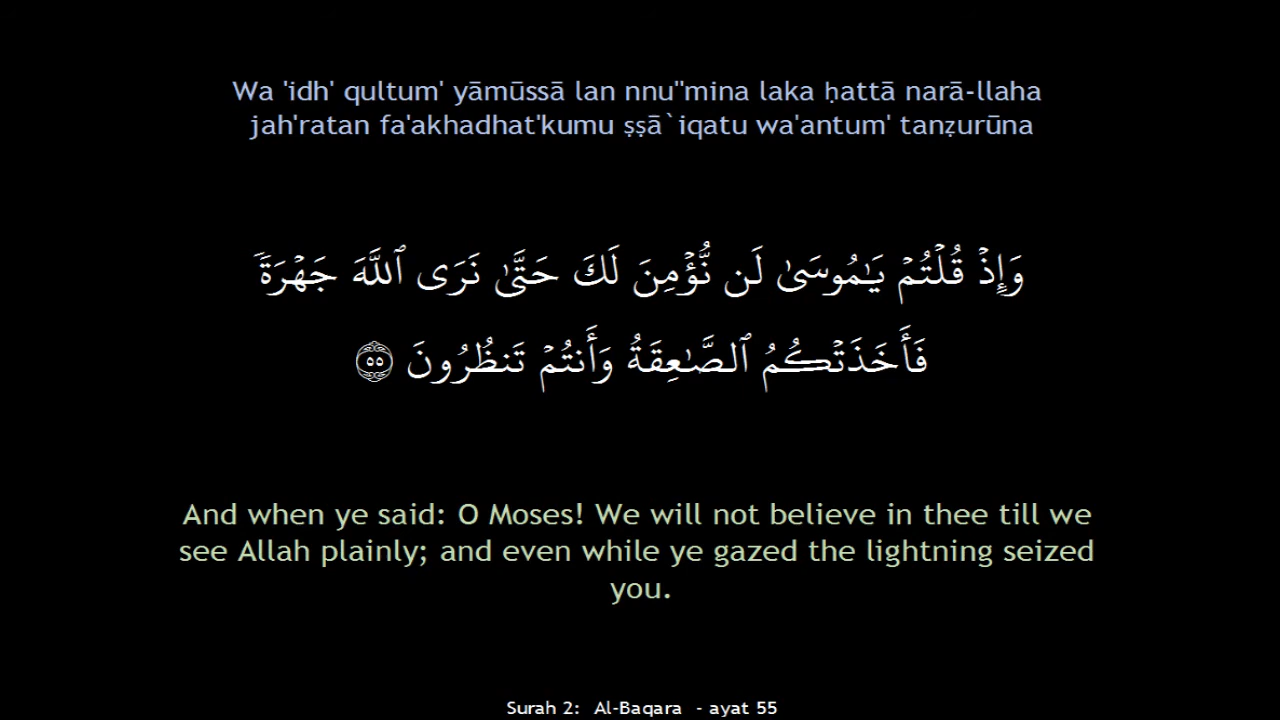 Wa 'idh' qultum' yāmūssā lan nnu"mina laka ḥattā narā-llaha
jah'ratan fa'akhadhat'kumu ṣṣā`iqatu wa'antum' tanẓurūna
وَإِذۡ قُلۡتُمۡ يَـٰمُوسَىٰ لَن نُّؤۡمِنَ لَكَ حَتَّىٰ نَرَى ٱللَّهَ جَهۡرَةً۬
فَأَخَذَتۡكُمُ ٱلصَّـٰعِقَةُ وَأَنتُمۡ تَنظُرُونَ ٥٥
And when ye said: O Moses! We will not believe in thee till we
see Allah plainly; and even while ye gazed the lightning seized
you.
Surah 2: Al-Baqara - ayat 55